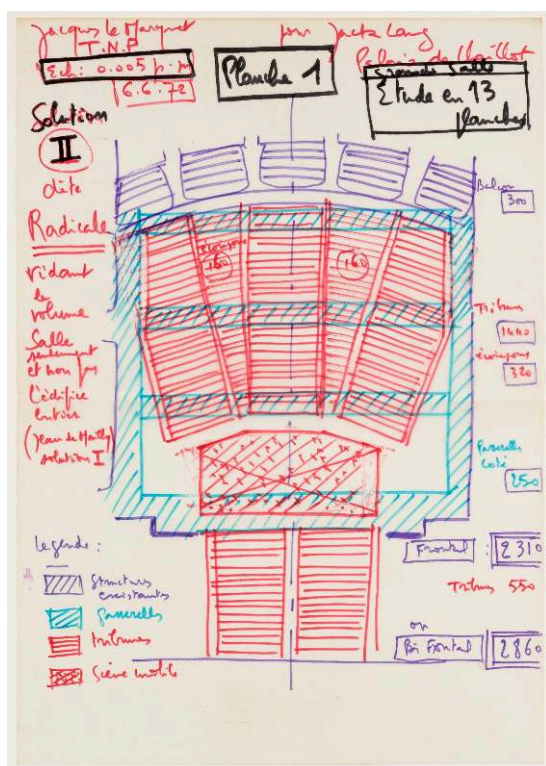 Jacques le Marquet
T.N.P
Ech: 0.005 p.m
6.6.72
pour Jack Lang
Planche 1
Palais de Chaillot
Grande Salle
Étude en 13
planches
Solution
II
dite
Radicale
vidant
le
volume
Salle
seulement
et non pas
l'édifice
entier
(Jean de Mailly)
solution I
écoinçons
160
160
Balcon
300
Tribunes
1440
écoinçons
320
Passerelles
coté
250
Frontal : 2310
Tribunes 550
ou
Bi Frontal 2860
legende :
Structures
existantes
passerelles
tribunes
Scène mobile